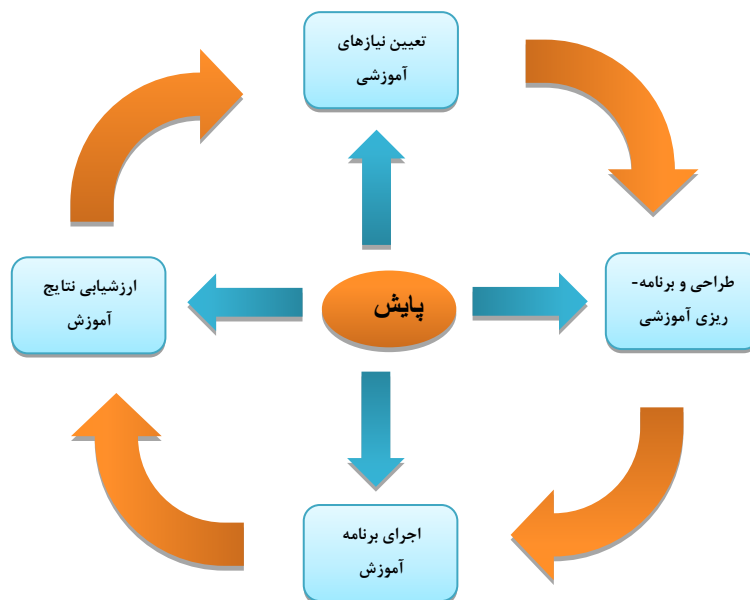 تعیین نیازهای
آموزشی
طراحی و برنامه-
ریزی آموزشی
پایش
ارزشیابی نتایج
آموزش
اجرای برنامه
آموزش